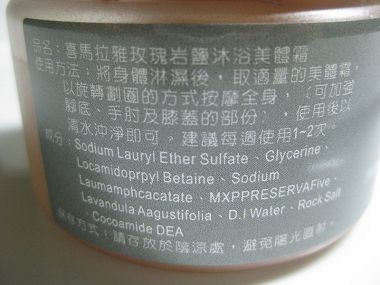 品名：喜馬拉雅玫瑰岩鹽沐浴美體霜
使用方法：將身體淋濕後，取適量的美體霜，
以旋轉劃圈的方式按摩全身，（可加強
腳底、手肘及膝蓋的部份），使用後以
清水沖淨即可。建議每週使用1~2次。
成分：Sodium Lauryl Ether Sulfate、Glycerine、
Locamidoprpyl Betaine、Sodium
Laumamphcacatate、MXPPRESERVAFive、
Lavandula Aagustifolia、D.I Water、Rock Salt
、Cocoamide DEA
保存方式：請存放於陰涼處，避免陽光直射。